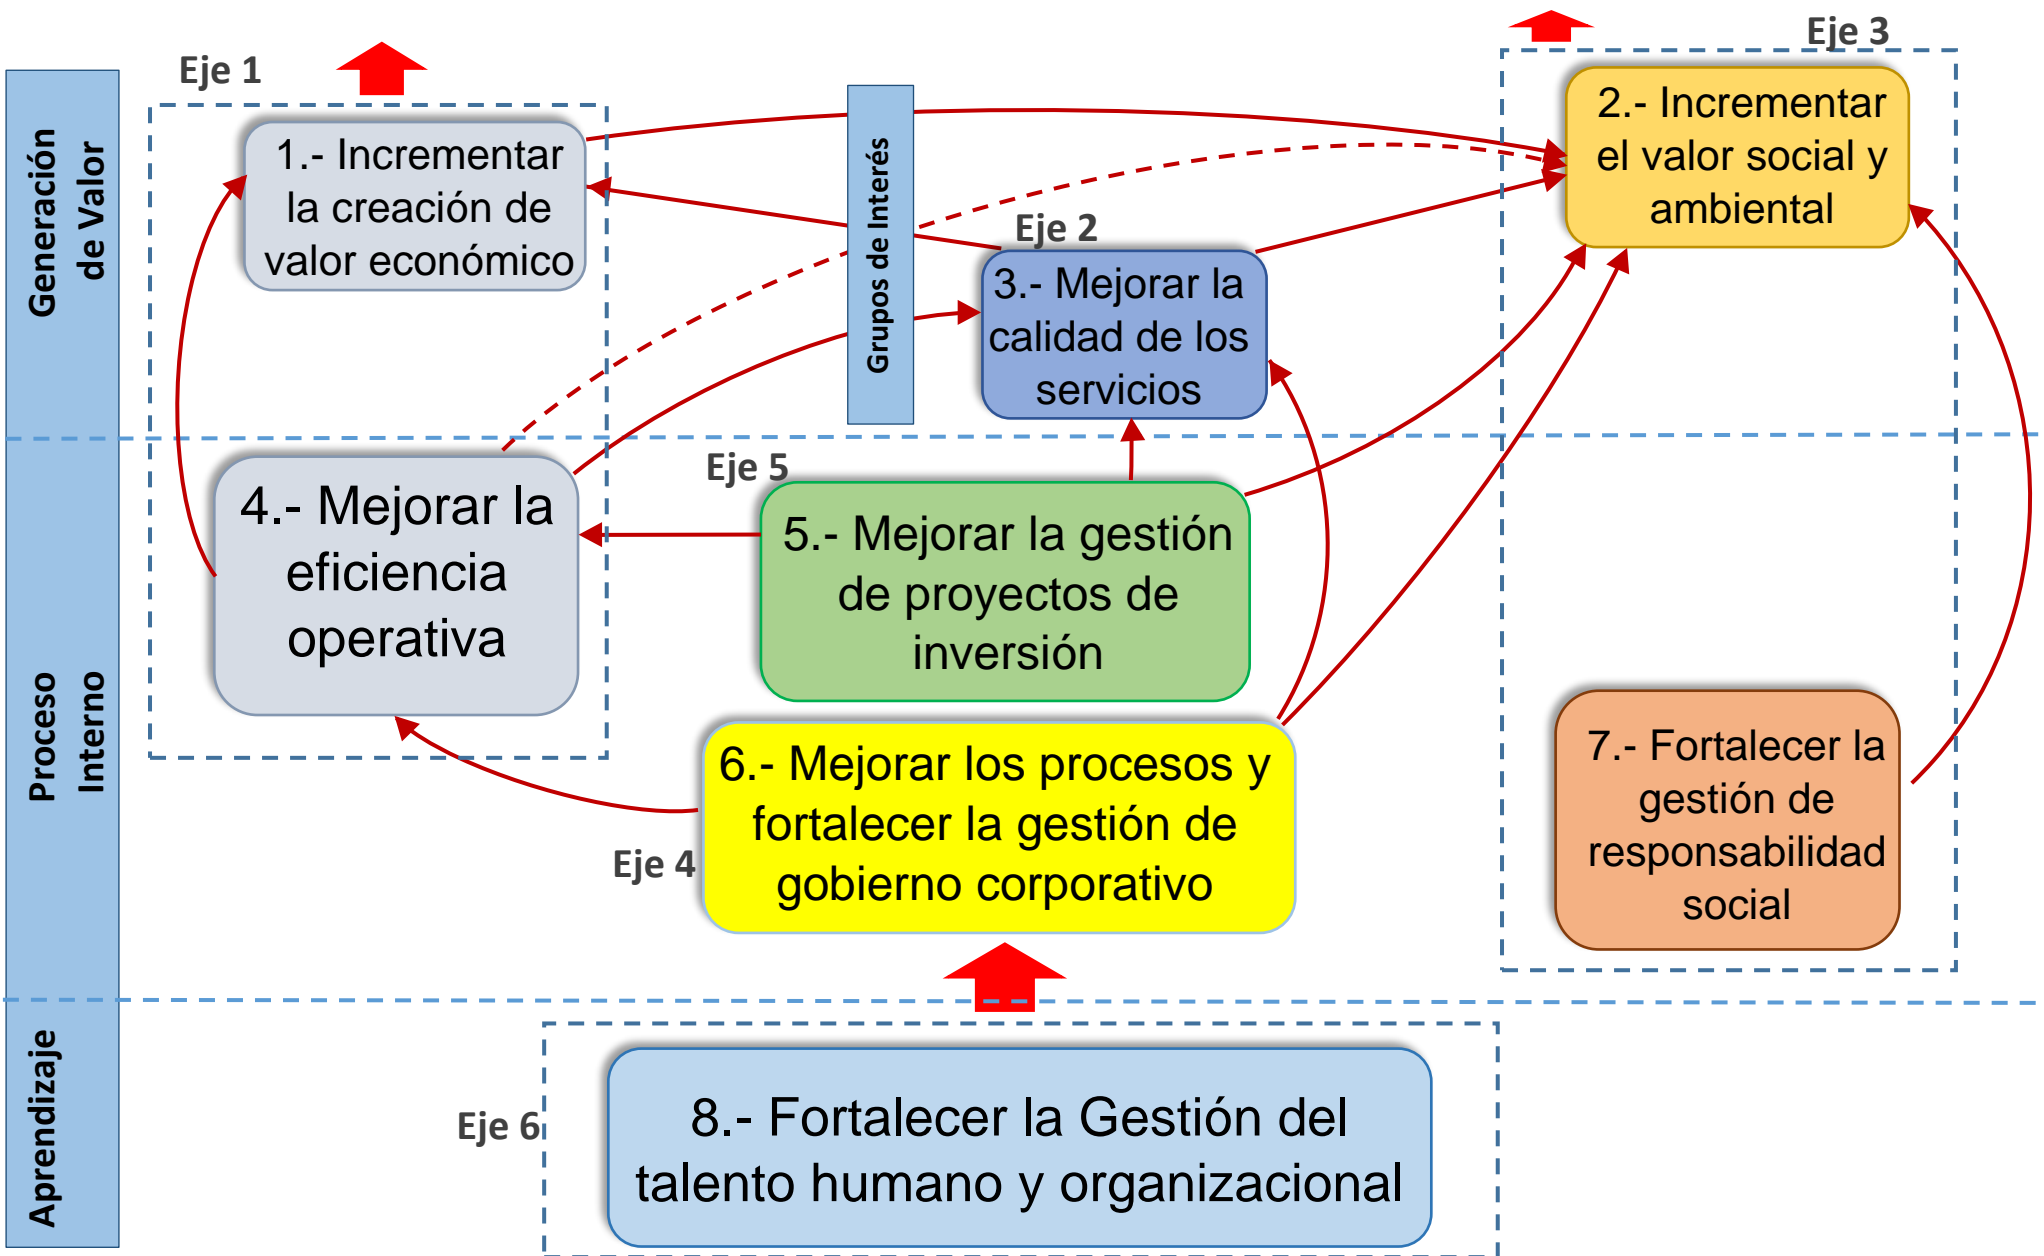 Eje 1
Eje 3
Generación
de Valor
1.- Incrementar
la creación de
valor económico
Grupos de Interés
2.- Incrementar
el valor social y
ambiental
Eje 2
3.- Mejorar la
calidad de los
servicios
Proceso
Interno
4.- Mejorar la
eficiencia
operativa
Eje 5
5.- Mejorar la gestión
de proyectos de
inversión
Eje 4
6.- Mejorar los procesos y
fortalecer la gestión de
gobierno corporativo
7.- Fortalecer la
gestión de
responsabilidad
social
Aprendizaje
Eje 6
8.- Fortalecer la Gestión del
talento humano y organizacional